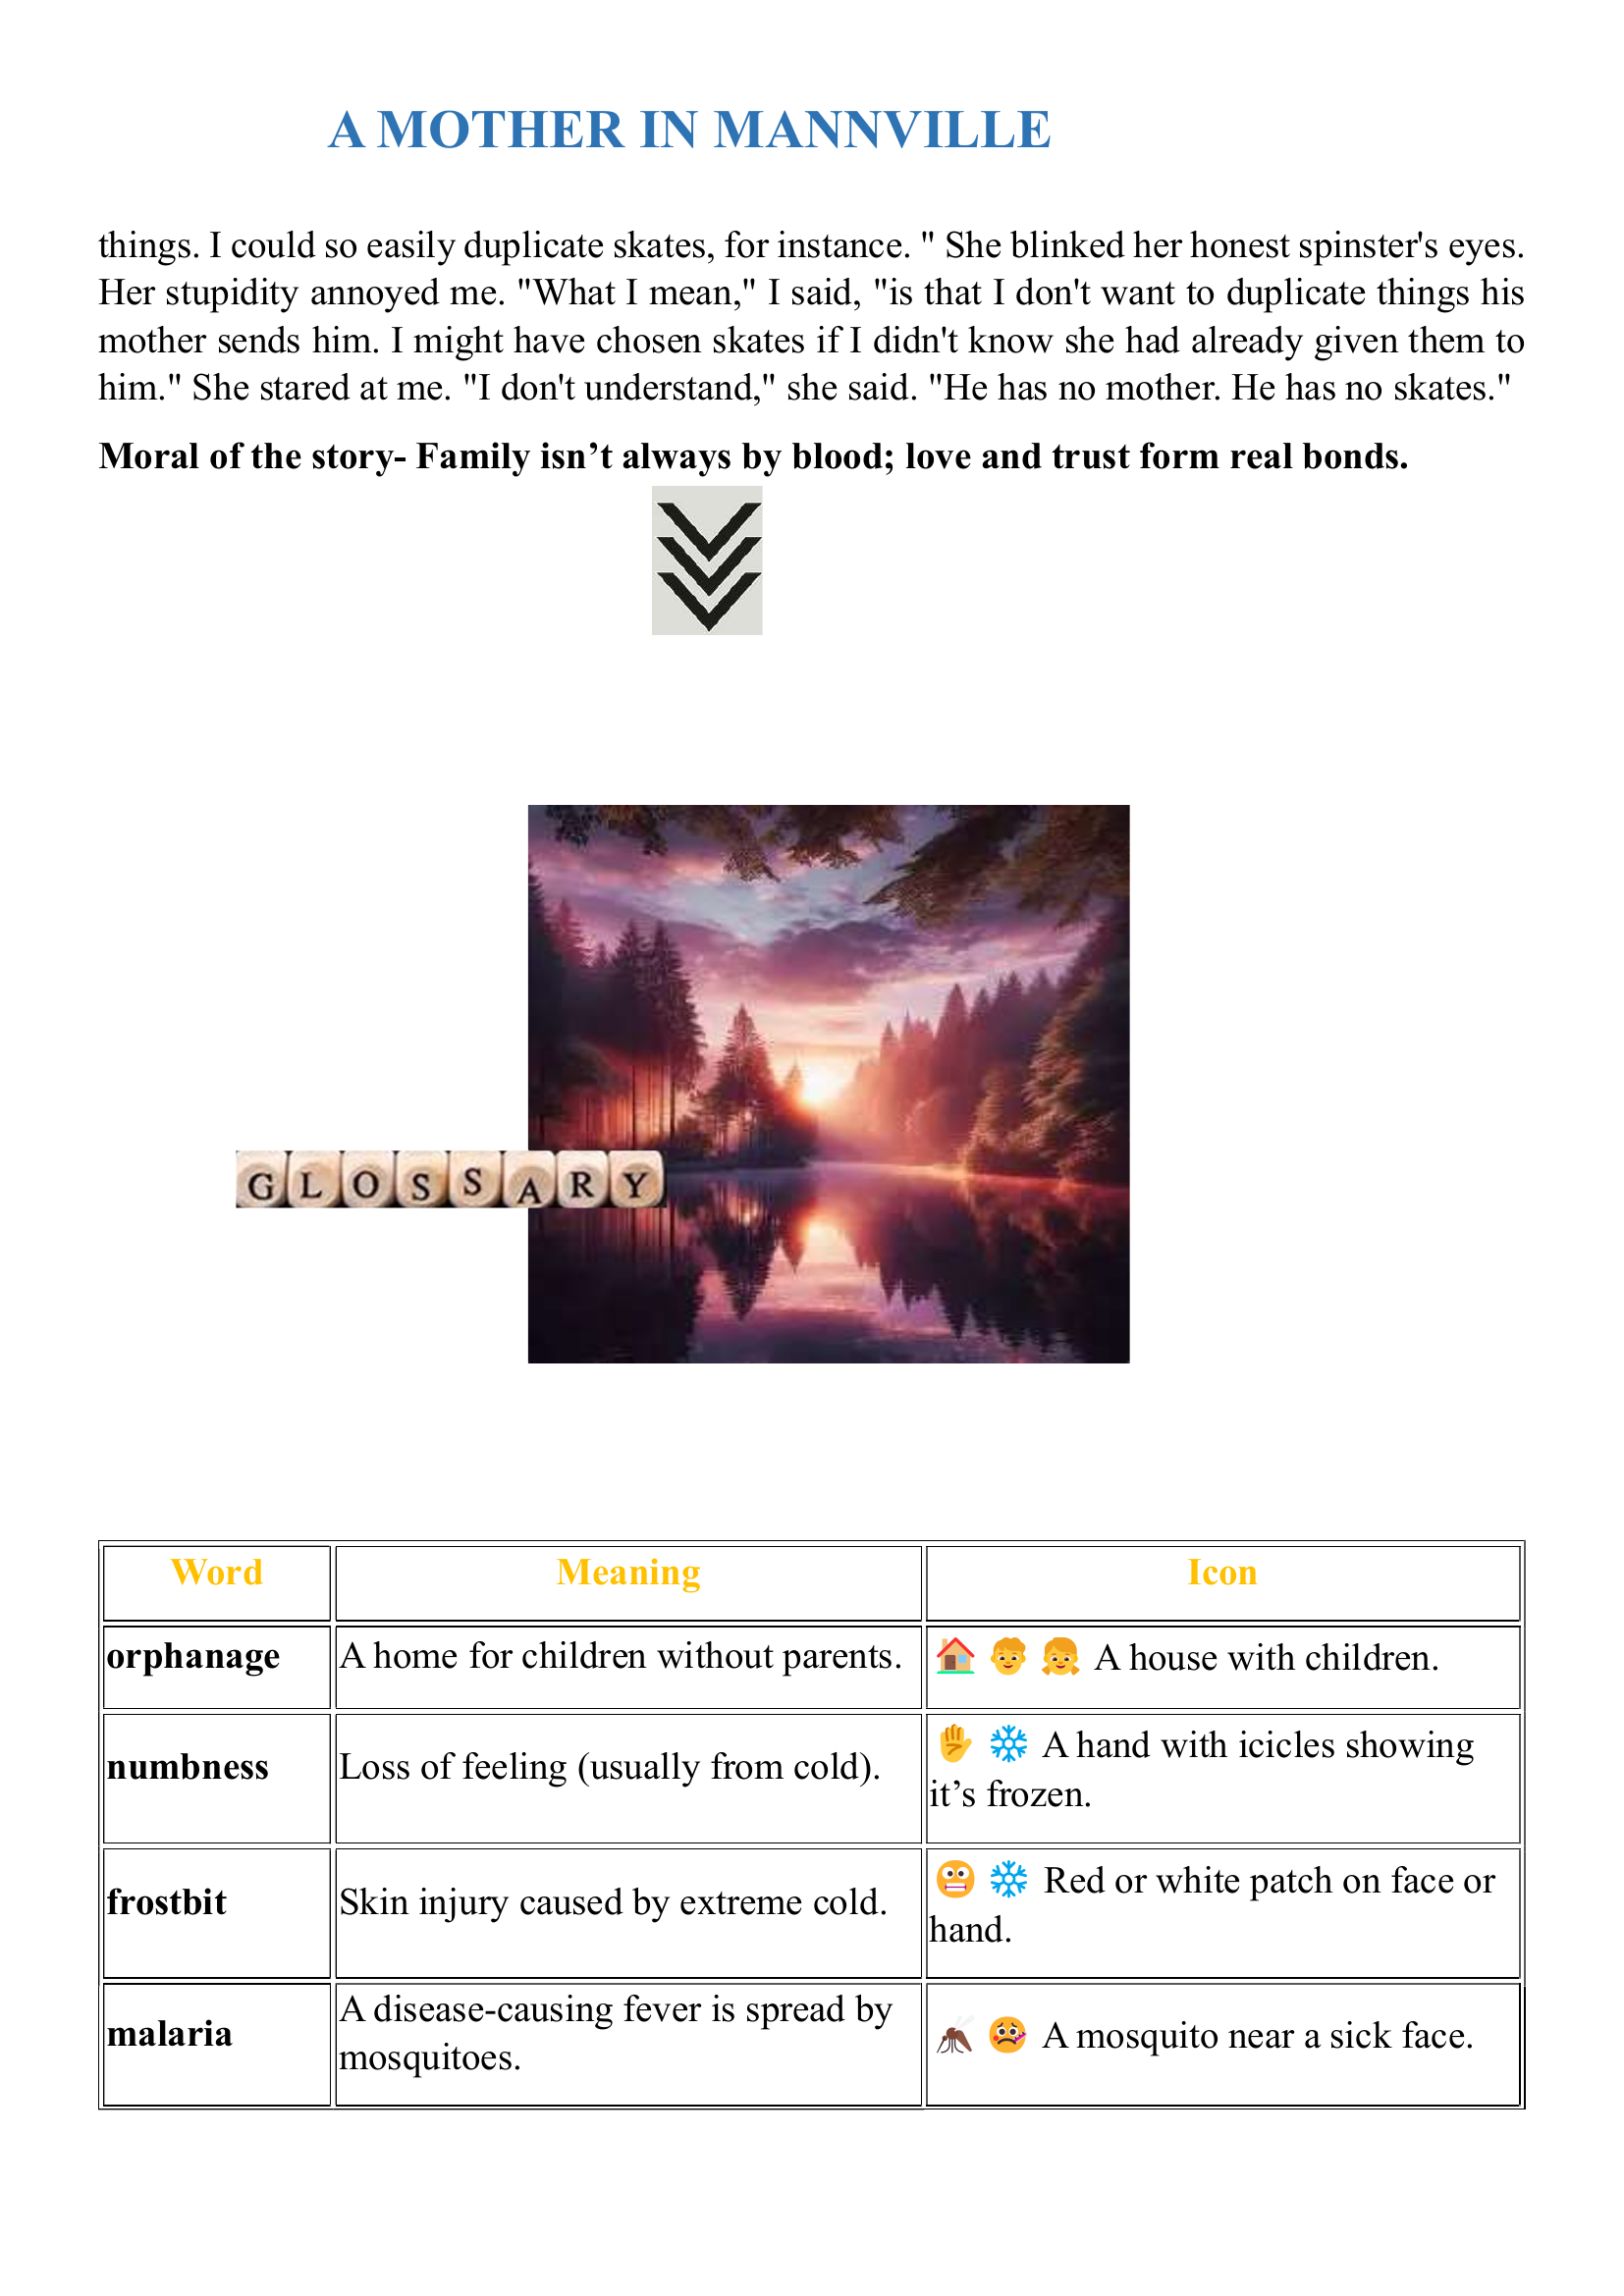 A MOTHER IN MANNVILLE
things. I could so easily duplicate skates, for instance. " She blinked her honest spinster's eyes.
Her stupidity annoyed me. "What I mean," I said, "is that I don't want to duplicate things his
mother sends him. I might have chosen skates if I didn't know she had already given them to
him." She stared at me. "I don't understand," she said. "He has no mother. He has no skates."
Moral of the story- Family isn’t always by blood; love and trust form real bonds.
GLOSSARY
Word Meaning Icon
orphanage A home for children without parents. 🏠 👦 👧 A house with children.
numbness Loss of feeling (usually from cold). ✋ ❄️ A hand with icicles showing
it’s frozen.
frostbit Skin injury caused by extreme cold. 😬 ❄️ Red or white patch on face or
hand.
malaria A disease-causing fever is spread by
mosquitoes. 🦟 🤒 A mosquito near a sick face.